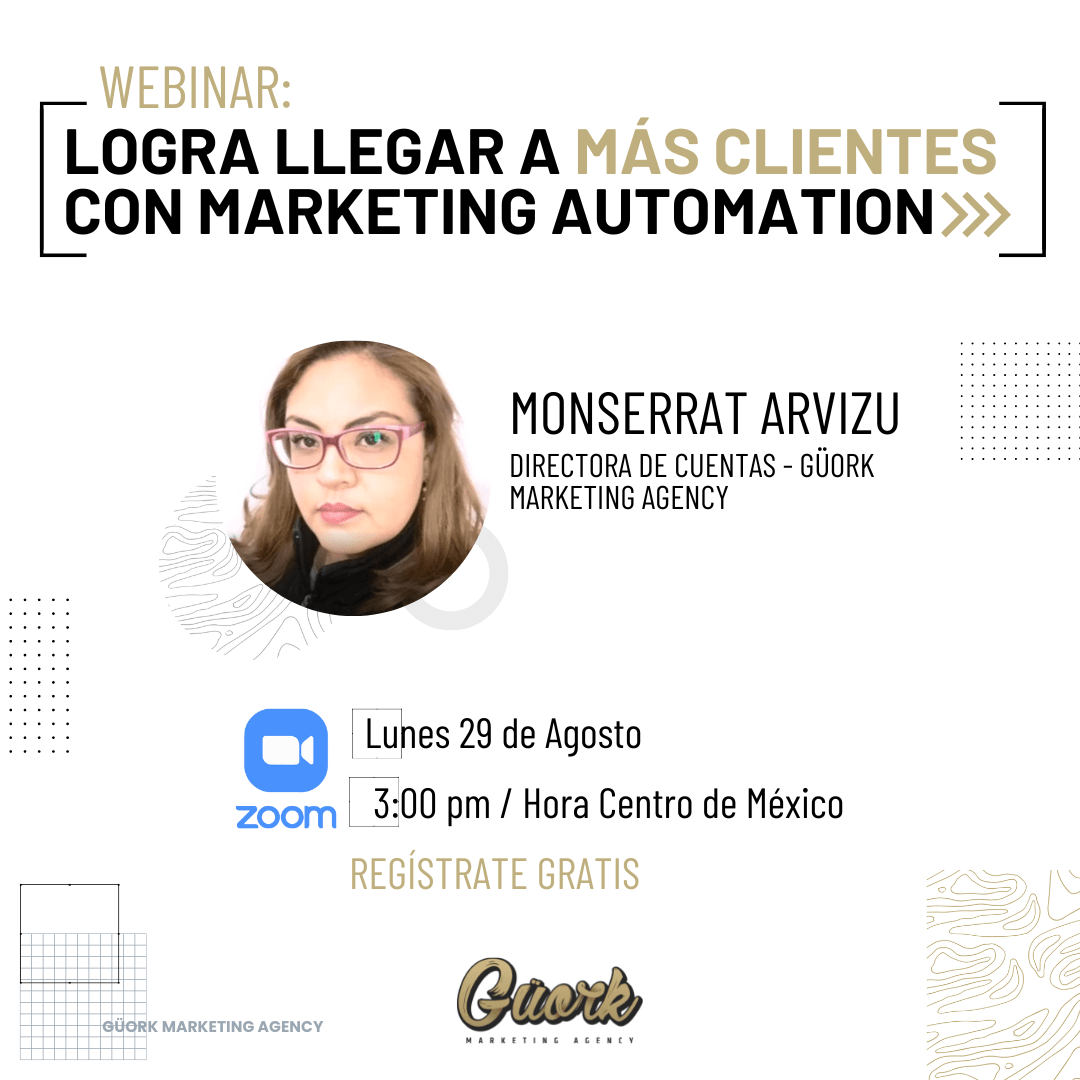 WEBINAR:
LOGRA LLEGAR A MÁS CLIENTES
CON MARKETING AUTOMATION
MONSERRAT ARVIZU
DIRECTORA DE CUENTAS - GÜORK
MARKETING AGENCY
Lunes 29 de Agosto
zoom
3:00 pm / Hora Centro de México
REGÍSTRATE GRATIS
Güork
MARKETING AGENCY
GÜORK MARKETING AGENCY